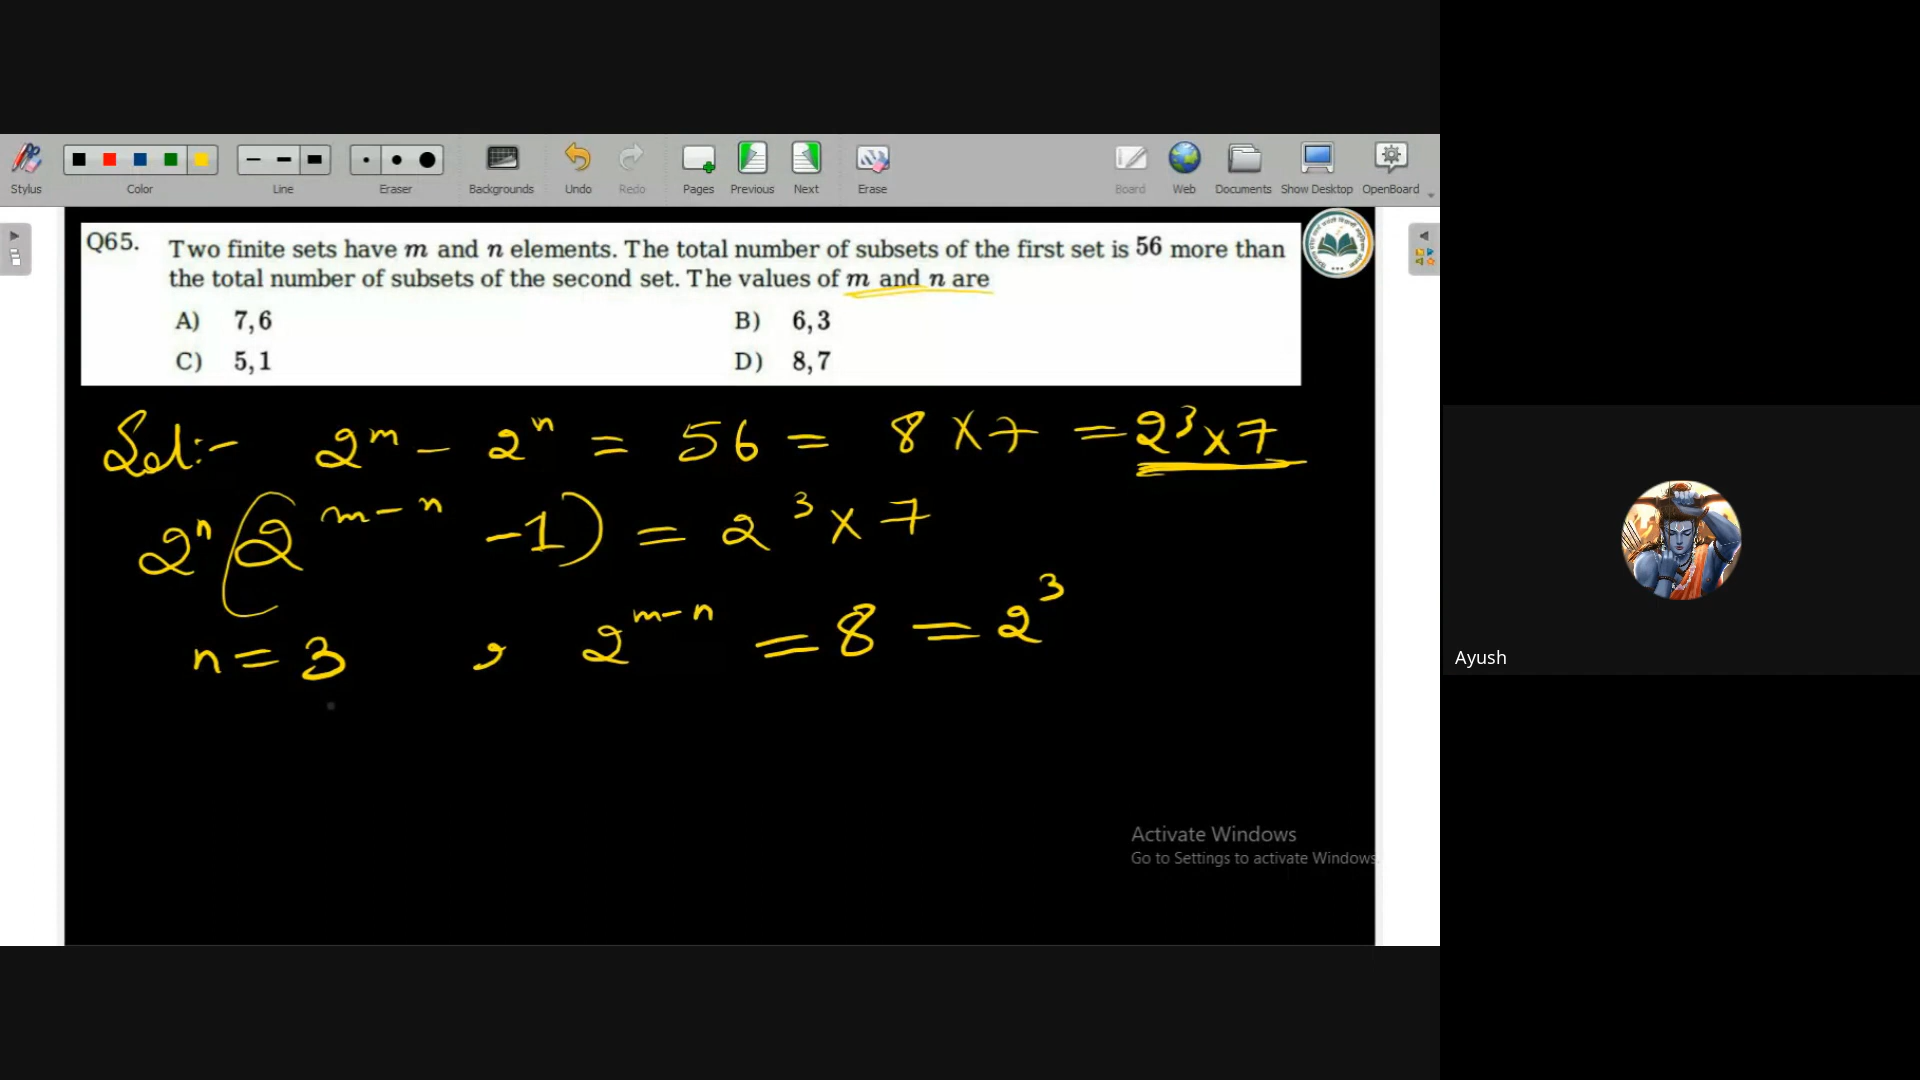 Stylus Color Line Eraser Backgrounds Undo Redo Pages Previous Next Erase Board Web Documents Show Desktop OpenBoard
Q65. Two finite sets have m and n elements. The total number of subsets of the first set is 56 more than
the total number of subsets of the second set. The values of m and n are
A) 7,6 B) 6,3
C) 5,1 D) 8,7
Sol:- 2^m - 2^n = 56 = 8 × 7 = 2^3 × 7
2^n (2^(m-n) - 1) = 2^3 × 7
n = 3 , 2^(m-n) = 8 = 2^3
Ayush
Activate Windows
Go to Settings to activate Windows.